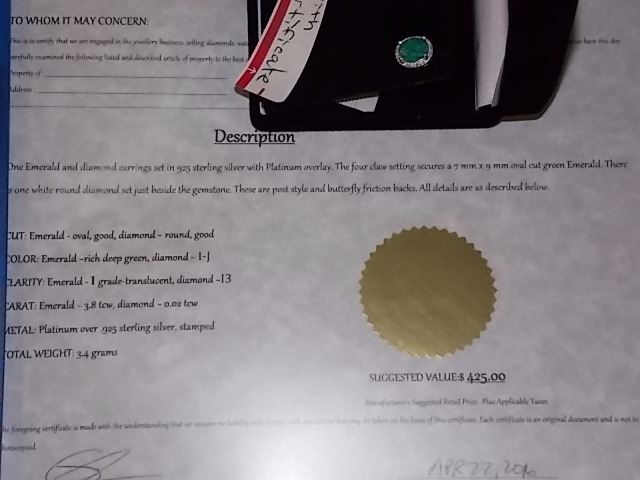 TO WHOM IT MAY CONCERN:
This is to certify that we are engaged in the jewellery business, selling diamonds,
carefully examined the following listed and described article of property to the best
Property of
Address
with
Certificate
have this day
Description
One Emerald and diamond earrings set in 925 sterling silver with Platinum overlay. The four claw setting secures a 7 mm x 9 mm oval cut green Emerald. There
s one white round diamond set just beside the gemstone. These are post style and butterfly friction backs. All details are as described below.
CUT: Emerald - oval, good, diamond - round, good
COLOR: Emerald -rich deep green, diamond - I-J
CLARITY: Emerald - I grade-translucent, diamond -I3
CARAT: Emerald - 3.8 tcw, diamond - 0.02 tcw
METAL: Platinum over .925 sterling silver, stamped
TOTAL WEIGHT: 3.4 grams
SUGGESTED VALUE:$ 425.00
Manufacturer's Suggested Retail Price Plus Applicable Taxes
he foregoing certificate is made with the understanding that we assume no liability with respect with any action that may be taken on the basis of this certificate. Each certificate is an original document and is not to
hotocopied.
APR 22, 2016